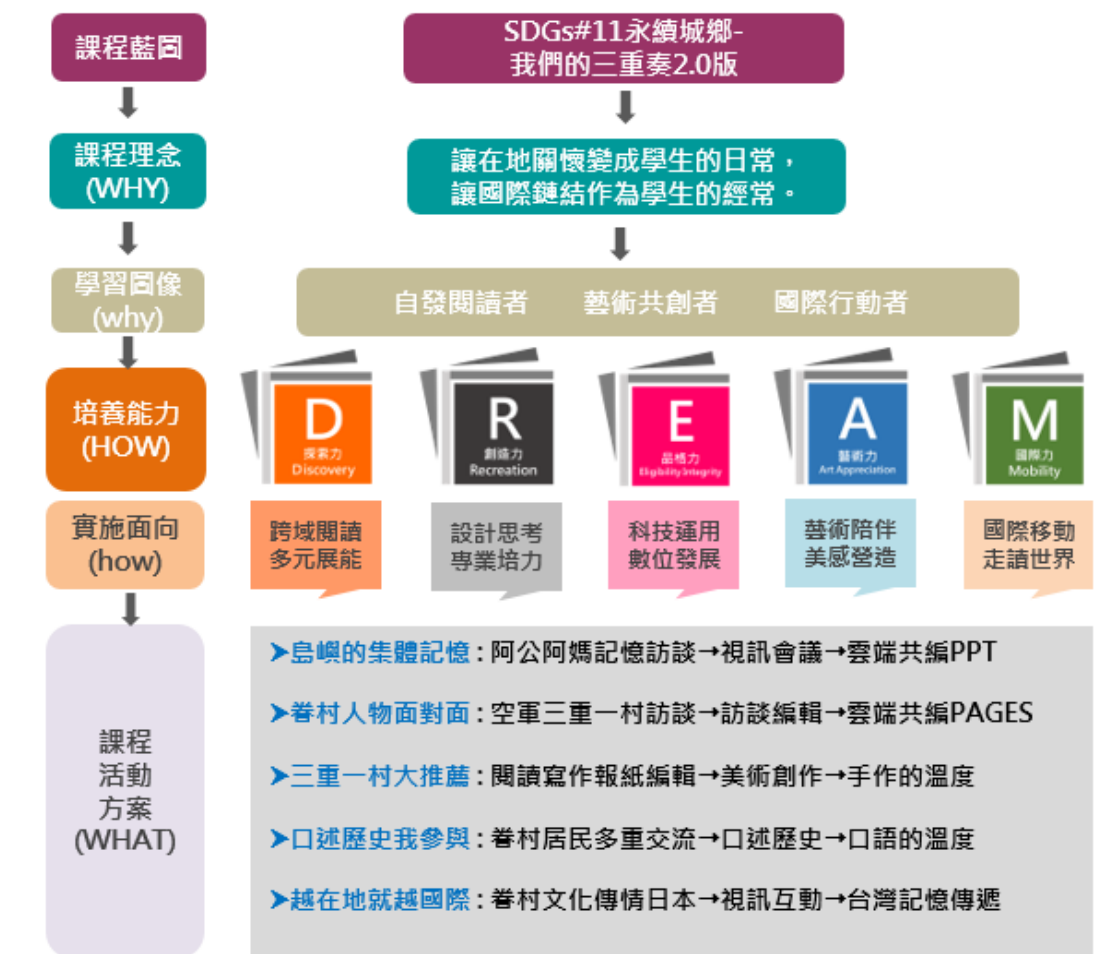 課程藍圖
SDGs#11永續城鄉-
我們的三重奏2.0版
課程理念
(WHY)
讓在地關懷變成學生的日常，
讓國際鏈結作為學生的經常。
學習圖像
(why)
自發閱讀者 藝術共創者 國際行動者
培養能力
(HOW)
D
探索力
Discovery
R
創造力
Recreation
E
品格力
Eligibility Integrity
A
藝術力
Art Appreciation
M
國際力
Mobility
實施面向
(how)
跨域閱讀
多元展能
設計思考
專業培力
科技運用
數位發展
藝術陪伴
美感營造
國際移動
走讀世界
課程
活動
方案
(WHAT)
➤島嶼的集體記憶：阿公阿媽記憶訪談→視訊會議→雲端共編PPT
➤眷村人物面對面：空軍三重一村訪談→訪談編輯→雲端共編PAGES
➤三重一村大推薦：閱讀寫作報紙編輯→美術創作→手作的溫度
➤口述歷史我參與：眷村居民多重交流→口述歷史→口語的溫度
➤越在地就越國際：眷村文化傳情日本→視訊互動→台灣記憶傳遞